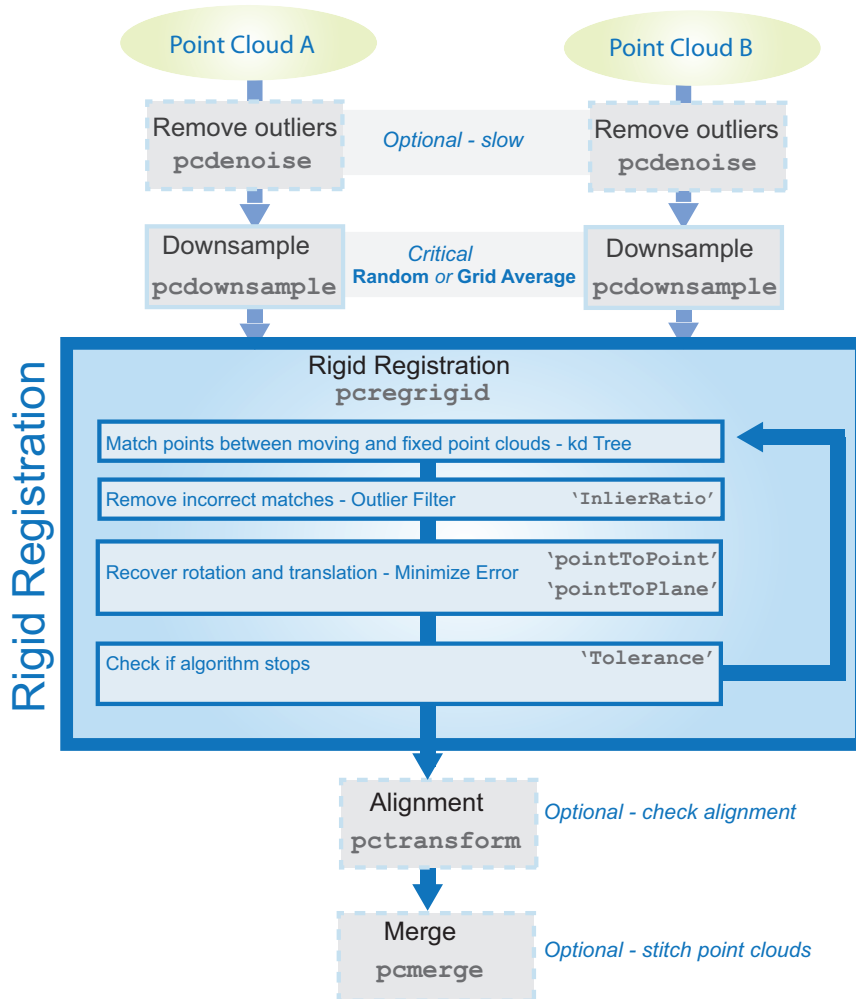 Point Cloud A
Point Cloud B
Remove outliers
pcdenoise
Optional - slow
Remove outliers
pcdenoise
Downsample
pcdownsample
Critical
Random or Grid Average
Downsample
pcdownsample
Rigid Registration
Rigid Registration
pcregrigid
Match points between moving and fixed point clouds - kd Tree
Remove incorrect matches - Outlier Filter
‘InlierRatio’
Recover rotation and translation - Minimize Error
‘pointToPoint’
‘pointToPlane’
Check if algorithm stops
‘Tolerance’
Alignment
pctransform
Optional - check alignment
Merge
pcmerge
Optional - stitch point clouds